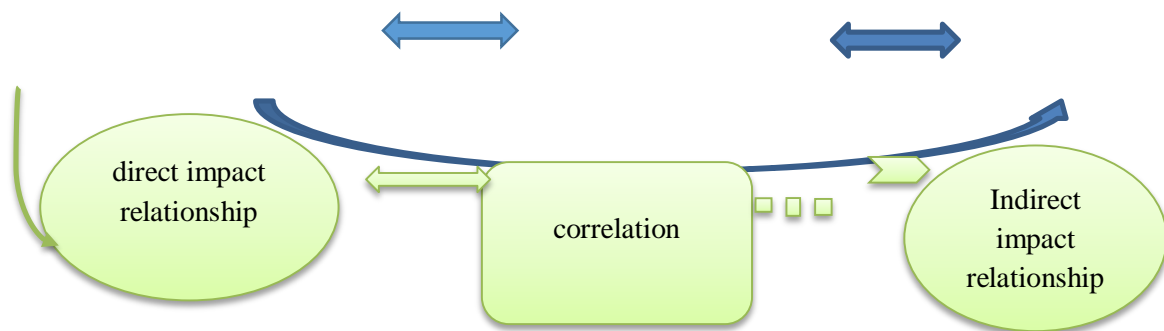 direct impact
relationship
correlation
Indirect
impact
relationship